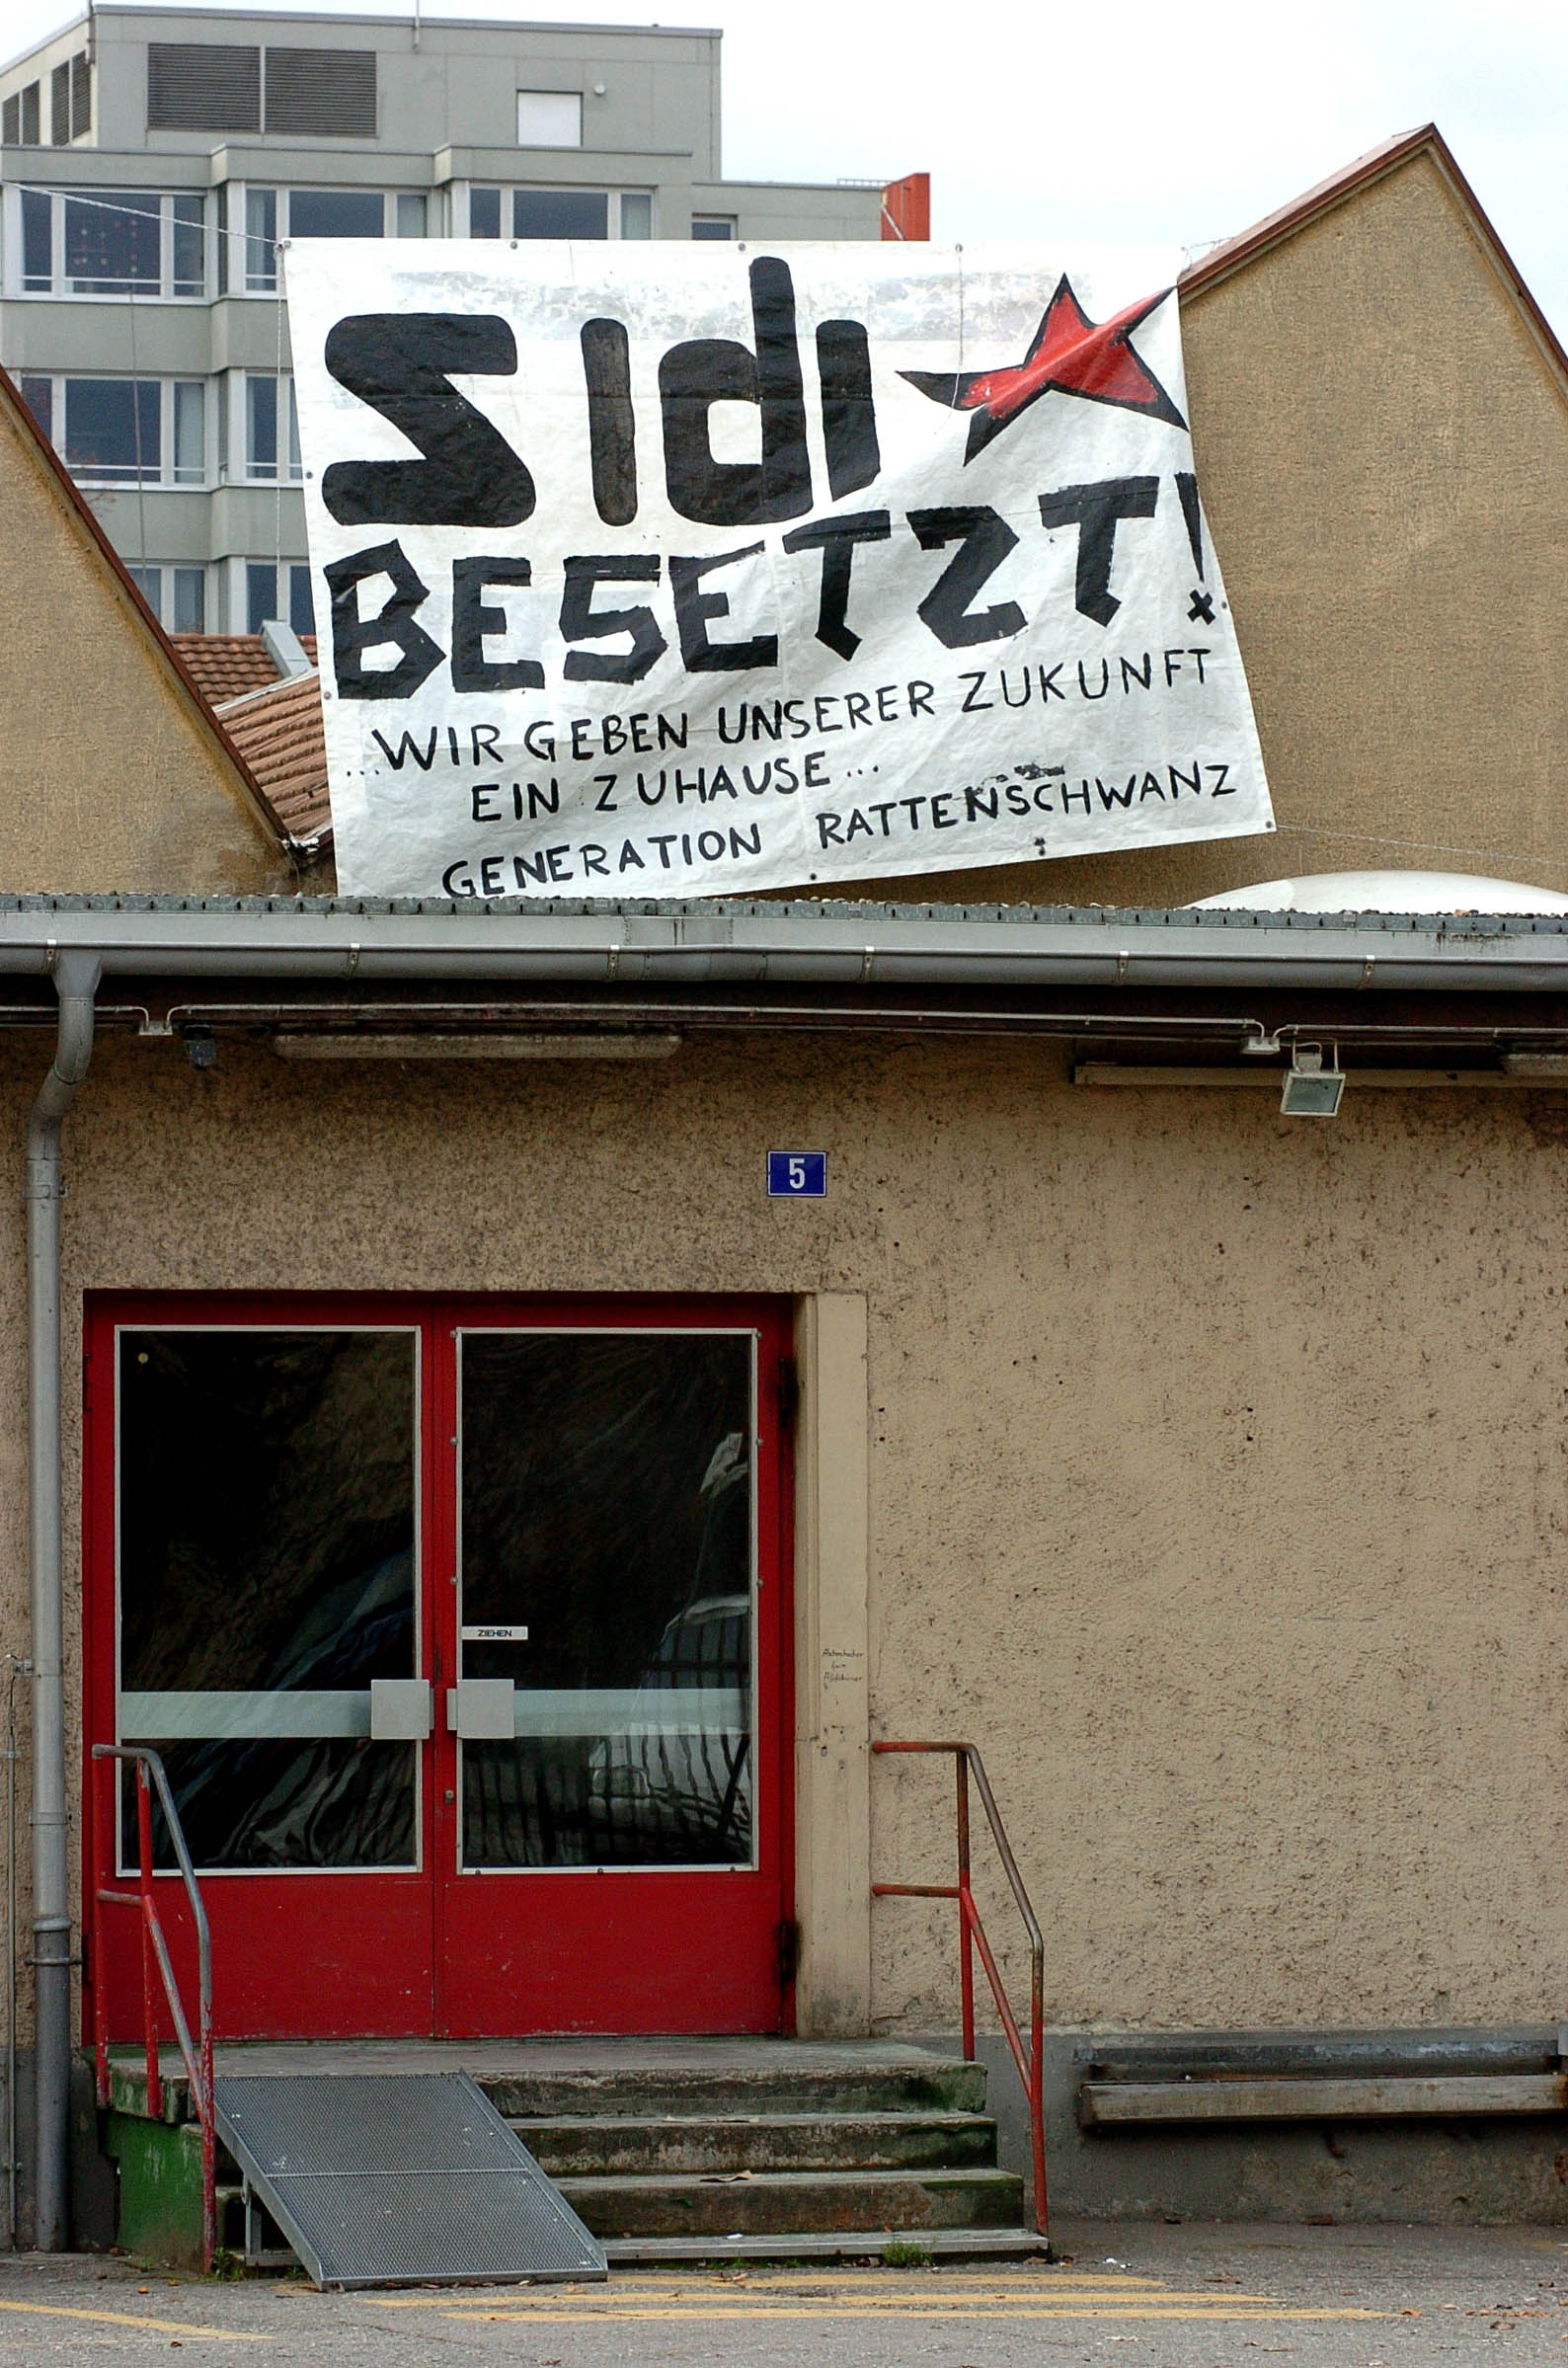 SIdI
BESETZT!
...WIR GEBEN UNSERER ZUKUNFT
EIN ZUHAUSE...
GENERATION RATTENSCHWANZ
5
ZIEHEN